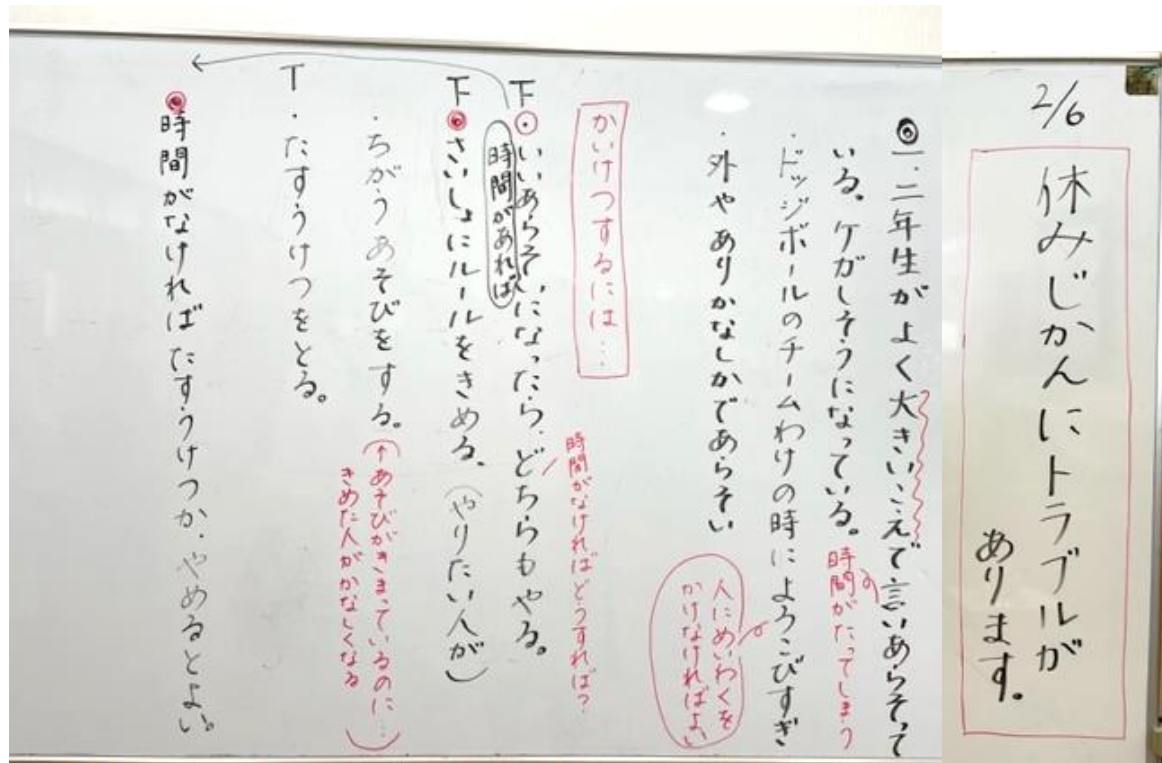 2/6
休みじかんにトラブルが
あります。
◎一、二年生がよく大きいこえで言いあらそって
いる。ケガしそうになっている。
時間がたってしまう
・ドッジボールのチームわけの時によろこびすぎ
人にめいわくを
かけなければよい
・外やありかなしかであらそい
かいけつするには…
時間がなければどうすれば?
下⊙いいあらそいになったら、どちらもやる。
時間があれば
下◉さいしょにルールをきめる、(やりたい人が)
・ちがうあそびをする。
(↑あそびがきまっているのに…
きめた人がかなしくなる)
T・たすうけつをとる。
◉時間がなければたすうけつか、やめるとよい。